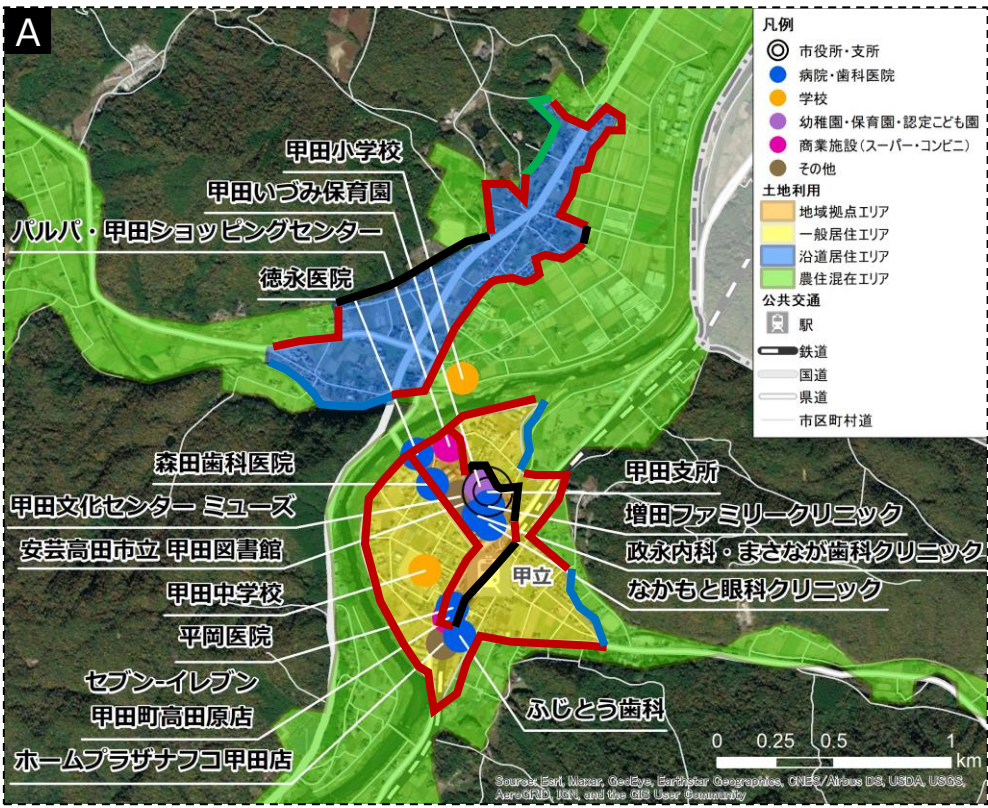 A
甲田小学校
甲田いづみ保育園
パルパ・甲田ショッピングセンター
徳永医院
森田歯科医院
甲田文化センター ミューズ
安芸高田市立 甲田図書館
甲田中学校
平岡医院
セブン-イレブン
甲田町高田原店
ホームプラザナフコ甲田店
甲田支所
増田ファミリークリニック
政永内科・まさなが歯科クリニック
なかもと眼科クリニック
甲立
ふじとう歯科
凡例
市役所・支所
病院・歯科医院
学校
幼稚園・保育園・認定こども園
商業施設(スーパー・コンビニ)
その他
土地利用
地域拠点エリア
一般居住エリア
沿道居住エリア
農住混在エリア
公共交通
駅
鉄道
国道
県道
市区町村道
0 0.25 0.5 1
km
Source: Esri, Maxar, GeoEye, Earthstar Geographics, CNES/Airbus DS, USDA, USGS,
AeroGRID, IGN, and the GIS User Community